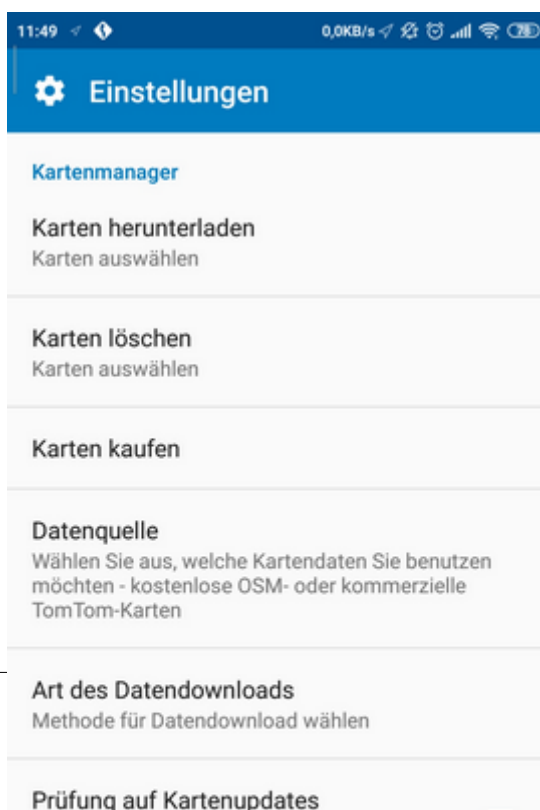 11:49 0,0KB/s 78
Einstellungen
Kartenmanager
Karten herunterladen
Karten auswählen
Karten löschen
Karten auswählen
Karten kaufen
Datenquelle
Wählen Sie aus, welche Kartendaten Sie benutzen
möchten - kostenlose OSM- oder kommerzielle
TomTom-Karten
Art des Datendownloads
Methode für Datendownload wählen
Prüfung auf Kartenupdates